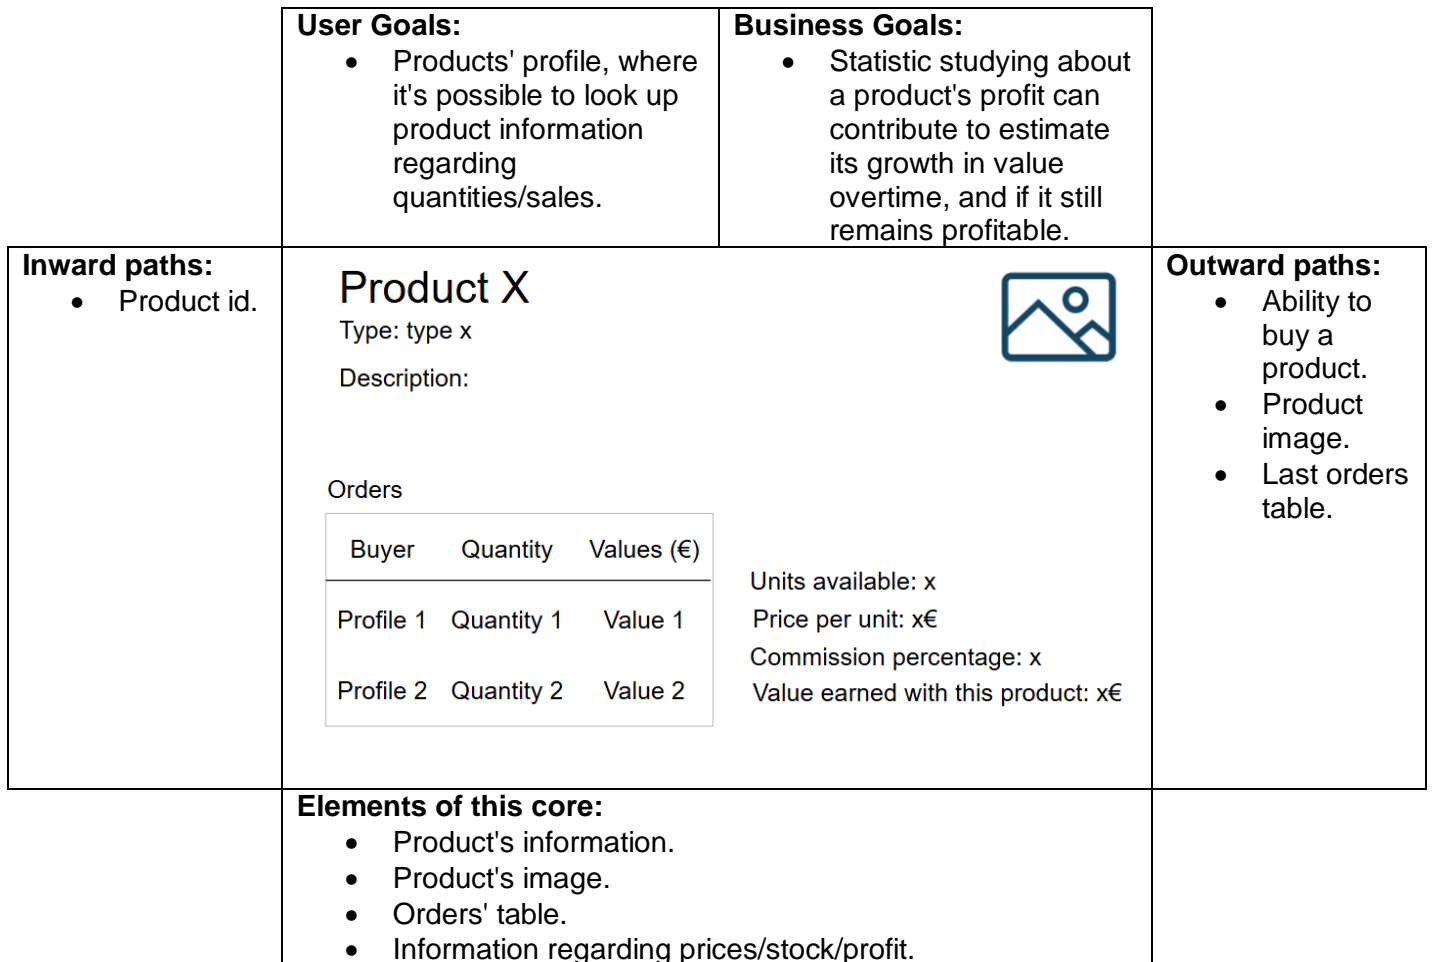 User Goals:
• Products' profile, where
it's possible to look up
product information
regarding
quantities/sales.
Business Goals:
• Statistic studying about
a product's profit can
contribute to estimate
its growth in value
overtime, and if it still
remains profitable.
Inward paths:
• Product id.
Product X
Type: type x
Description:
Orders
Buyer Quantity Values (€)
Profile 1 Quantity 1 Value 1
Profile 2 Quantity 2 Value 2
Units available: x
Price per unit: x€
Commission percentage: x
Value earned with this product: x€
Outward paths:
• Ability to
buy a
product.
• Product
image.
• Last orders
table.
Elements of this core:
• Product's information.
• Product's image.
• Orders' table.
• Information regarding prices/stock/profit.